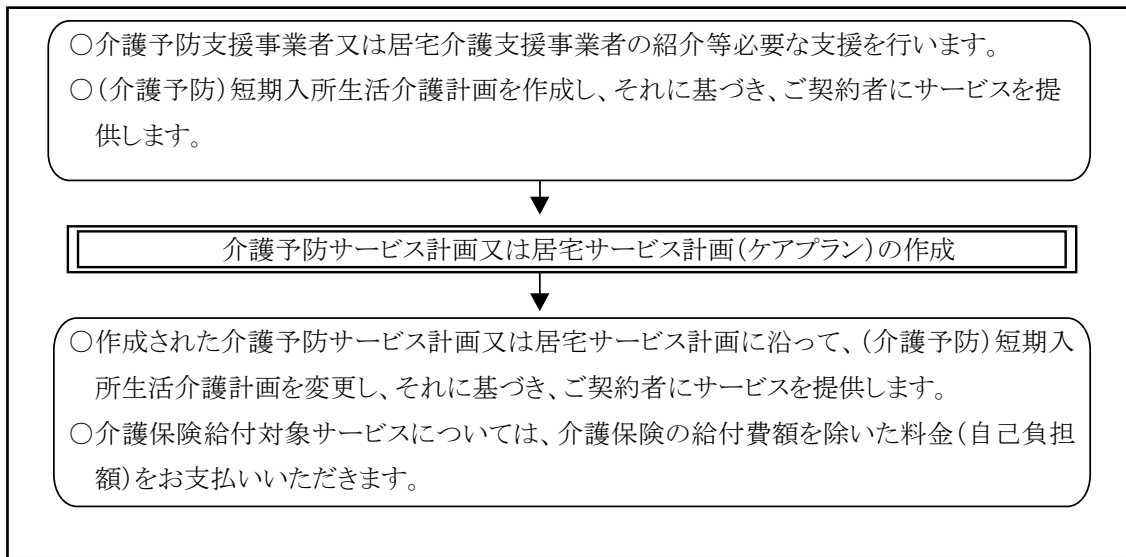 ○介護予防支援事業者又は居宅介護支援事業者の紹介等必要な支援を行います。
○(介護予防)短期入所生活介護計画を作成し、それに基づき、ご契約者にサービスを提
供します。
介護予防サービス計画又は居宅サービス計画(ケアプラン)の作成
○作成された介護予防サービス計画又は居宅サービス計画に沿って、(介護予防)短期入
所生活介護計画を変更し、それに基づき、ご契約者にサービスを提供します。
○介護保険給付対象サービスについては、介護保険の給付費額を除いた料金(自己負担
額)をお支払いいただきます。